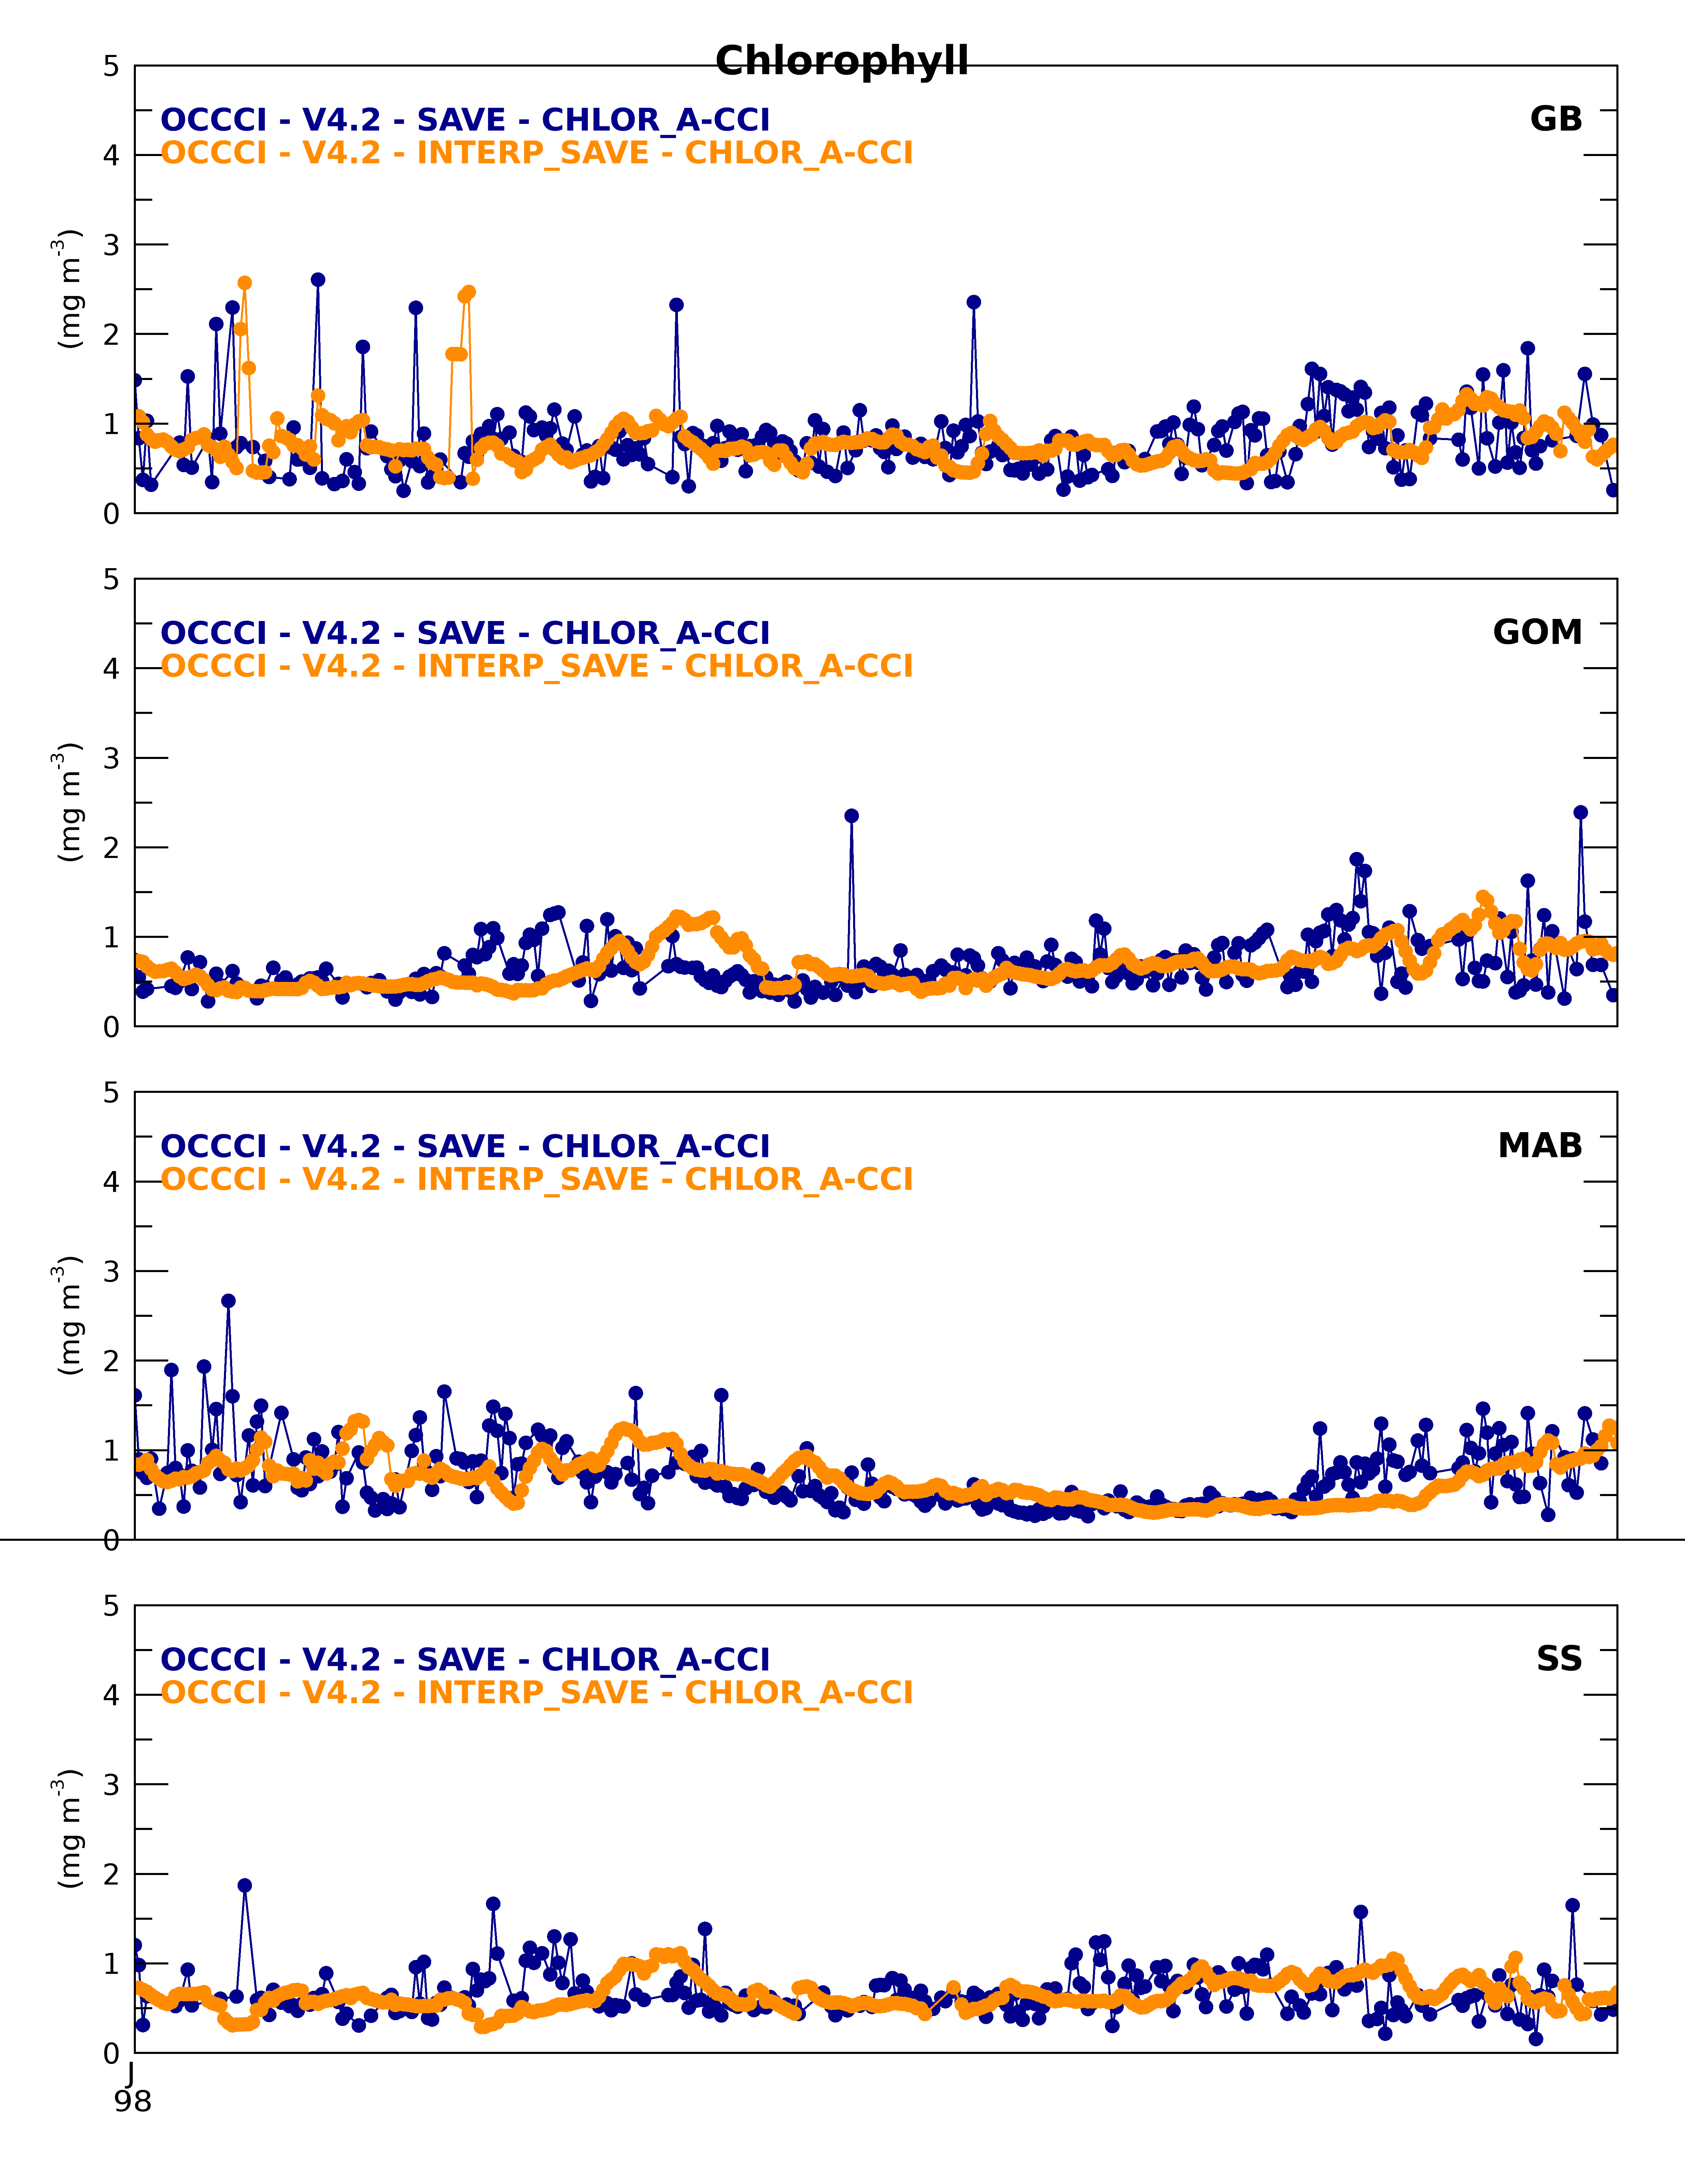 Chlorophyll
5
OCCCI - V4.2 - SAVE - CHLOR_A-CCI
GB
4
OCCCI - V4.2 - INTERP_SAVE - CHLOR_A-CCI
3
(mg m-3)
2
1
0
5
OCCCI - V4.2 - SAVE - CHLOR_A-CCI
GOM
4
OCCCI - V4.2 - INTERP_SAVE - CHLOR_A-CCI
3
(mg m-3)
2
1
0
5
OCCCI - V4.2 - SAVE - CHLOR_A-CCI
MAB
4
OCCCI - V4.2 - INTERP_SAVE - CHLOR_A-CCI
3
(mg m-3)
2
1
0
5
OCCCI - V4.2 - SAVE - CHLOR_A-CCI
SS
4
OCCCI - V4.2 - INTERP_SAVE - CHLOR_A-CCI
3
(mg m-3)
2
1
0
J
98